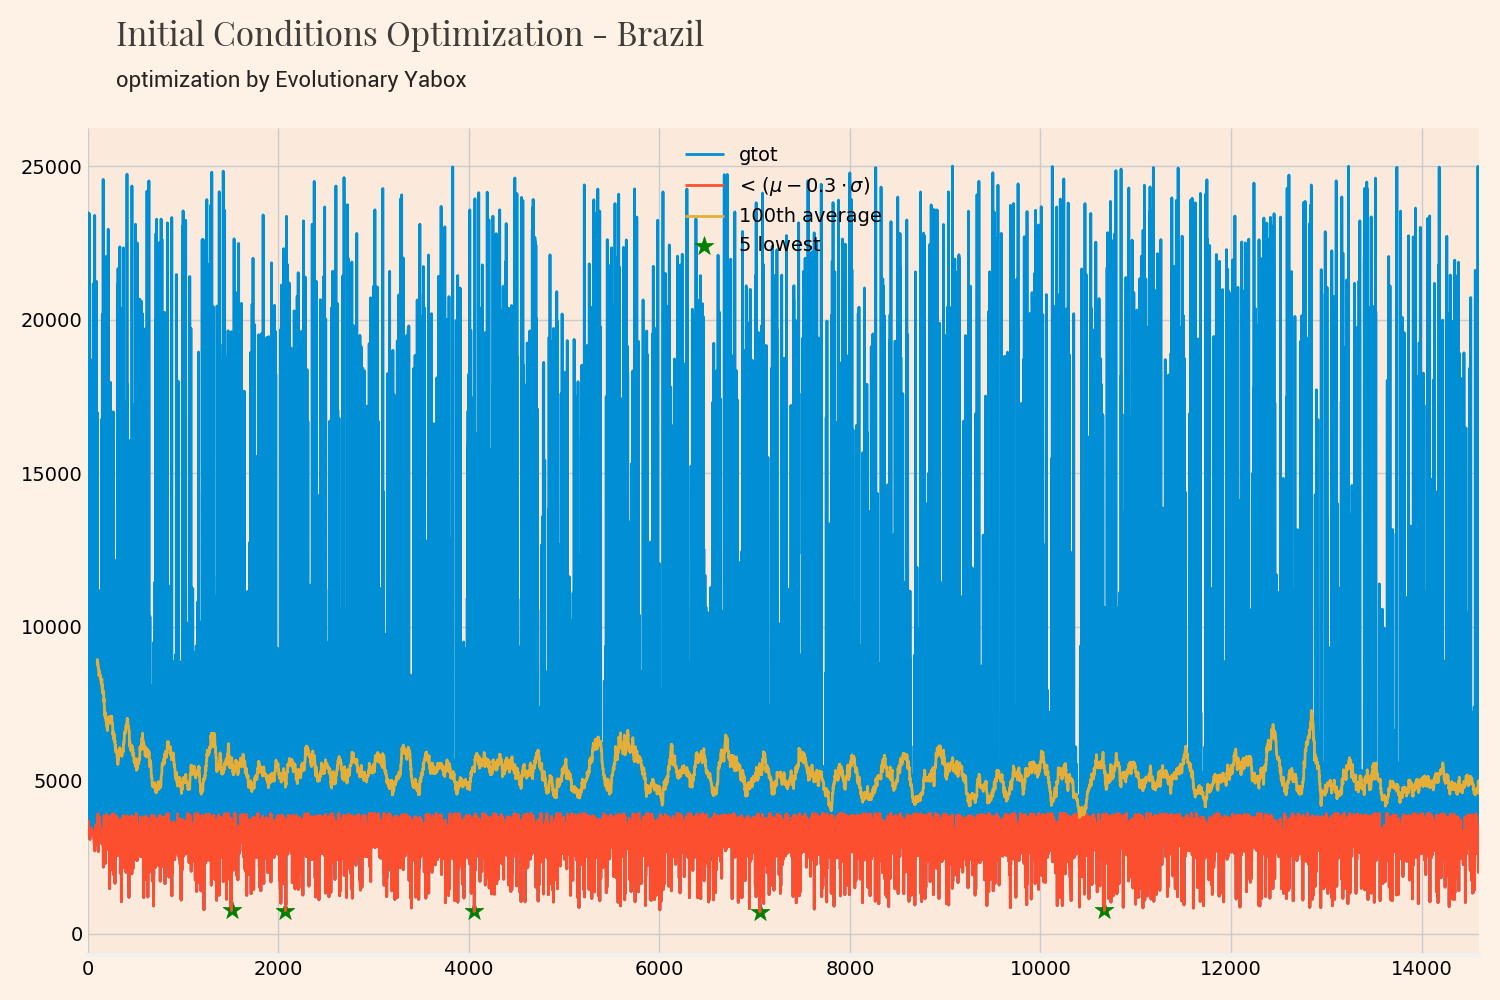 Initial Conditions Optimization - Brazil
optimization by Evolutionary Yabox
gtot
< (μ − 0.3 · σ)
100th average
5 lowest
25000
20000
15000
10000
5000
0
0 2000 4000 6000 8000 10000 12000 14000